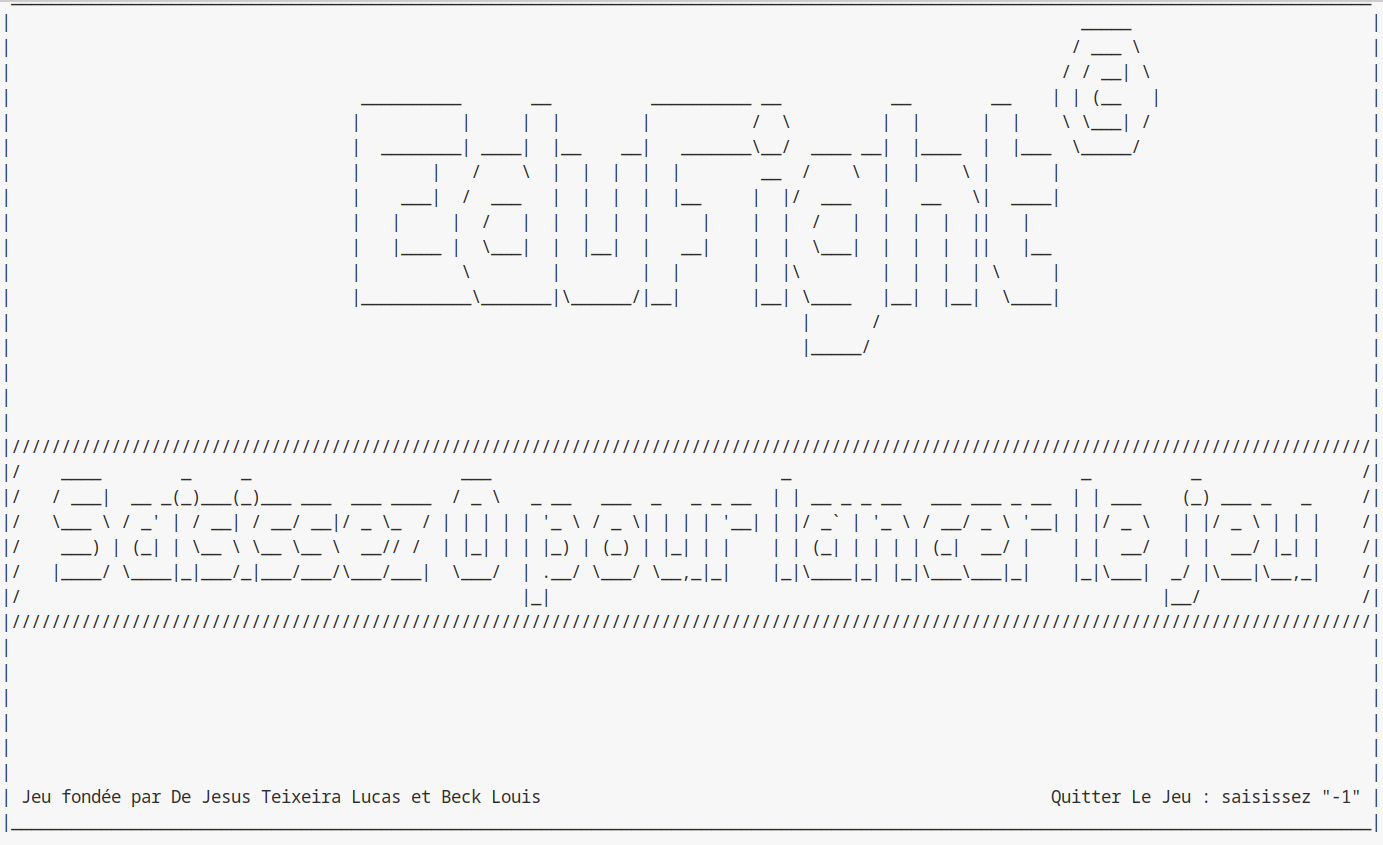 EduFight ©
Saisissez 0 pour lancer le jeu
Jeu fondée par De Jesus Teixeira Lucas et Beck Louis
Quitter Le Jeu : saisissez "-1"